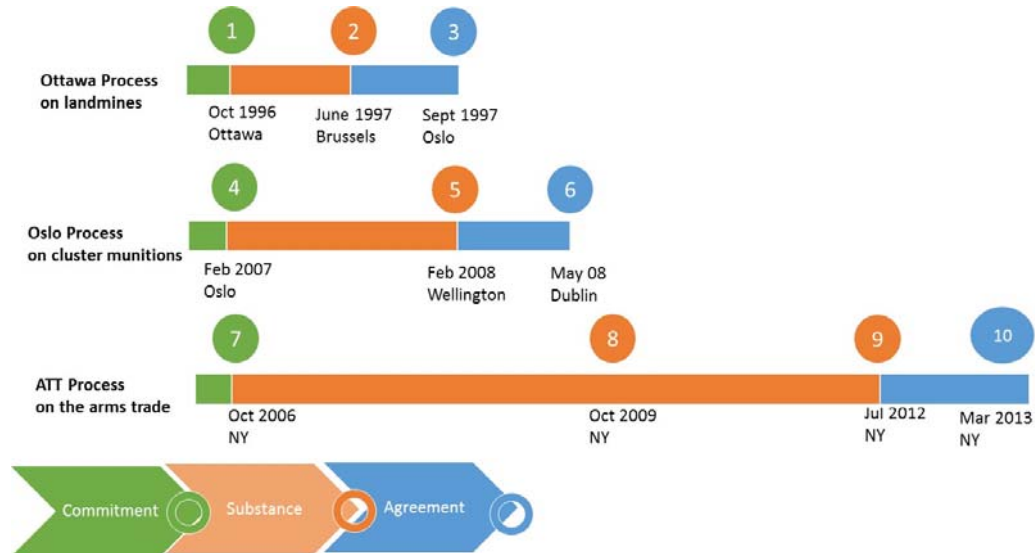 1 2 3
Ottawa Process
on landmines
Oct 1996
Ottawa
June 1997
Brussels
Sept 1997
Oslo
4 5 6
Oslo Process
on cluster munitions
Feb 2007
Oslo
Feb 2008
Wellington
May 08
Dublin
7 8 9 10
ATT Process
on the arms trade
Oct 2006
NY
Oct 2009
NY
Jul 2012
NY
Mar 2013
NY
Commitment Substance Agreement